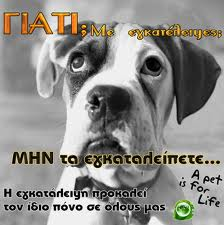 ΓΙΑΤΙ; Με εγκατέλειψες;
ΜΗΝ τα εγκαταλείπετε...
A pet
is for
Life
Η εγκατάλειψη προκαλεί
τον ίδιο πόνο σε όλους μας